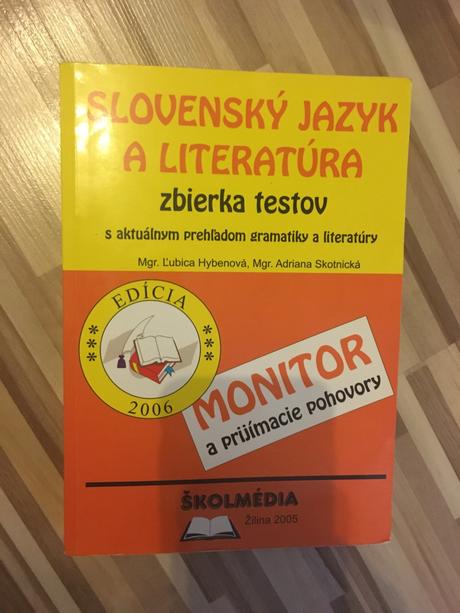 SLOVENSKÝ JAZYK
A LITERATÚRA
zbierka testov
s aktuálnym prehľadom gramatiky a literatúry
Mgr. Ľubica Hybenová, Mgr. Adriana Skotnická
EDÍCIA
***
***
2006
MONITOR
a prijímacie pohovory
ŠKOLMÉDIA
Žilina 2005